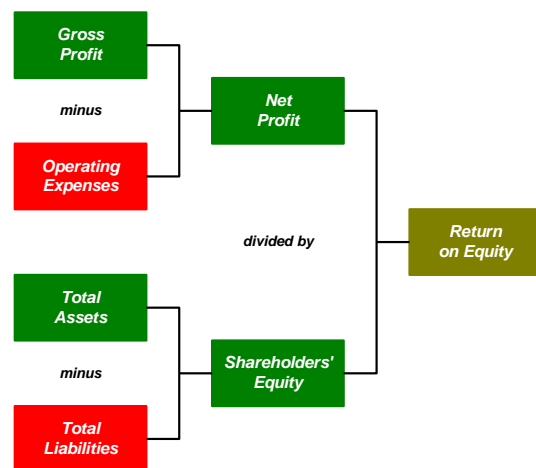 Gross
Profit
minus
Operating
Expenses
Net
Profit
divided by
Return
on Equity
Total
Assets
minus
Total
Liabilities
Shareholders'
Equity